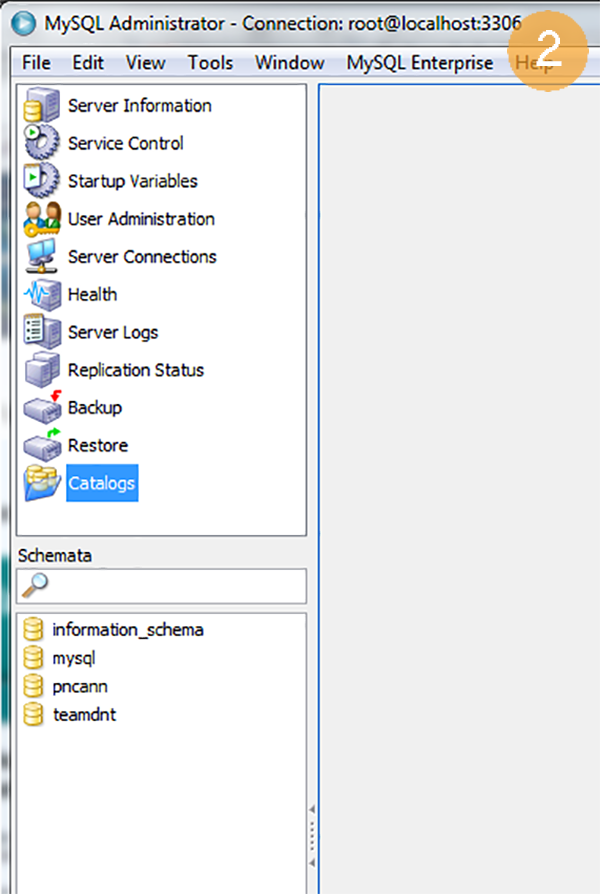 MySQL Administrator - Connection: root@localhost:3306
2
File Edit View Tools Window MySQL Enterprise Help
Server Information
Service Control
Startup Variables
User Administration
Server Connections
Health
Server Logs
Replication Status
Backup
Restore
Catalogs
Schemata
information_schema
mysql
pncann
teamdnt